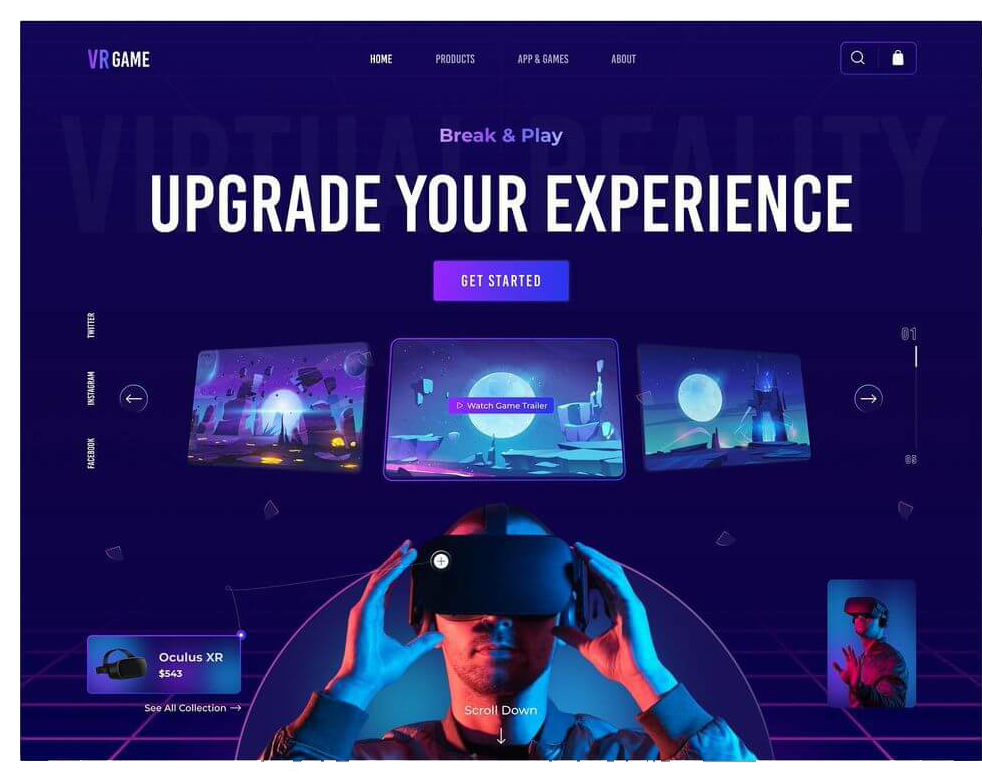 VR GAME
HOME
PRODUCTS
APP & GAMES
ABOUT
VIRTUAL REALITY
Break & Play
UPGRADE YOUR EXPERIENCE
GET STARTED
TWITTER
INSTAGRAM
FACEBOOK
Watch Game Trailer
01
05
Oculus XR
$543
See All Collection
Scroll Down